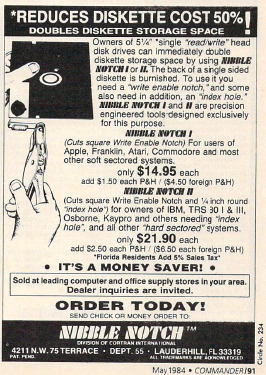 *REDUCES DISKETTE COST 50%!
DOUBLES DISKETTE STORAGE SPACE
Owners of 5¼" *single "read/write" head
disk drives can immediately double
diskette storage space by using NIBBLE
NOTCH I or II. The back of a single sided
diskette is burnished. To use it you
need a "write enable notch," and some
also need in addition, an "index hole."
NIBBLE NOTCH I and II are precision
engineered tools designed exclusively
for this purpose.
NIBBLE NOTCH I
(Cuts square Write Enable Notch) For users of
Apple, Franklin, Atari, Commodore and most
other soft sectored systems.
only $14.95 each
add $1.50 each P&H / ($4.50 foreign P&H)
NIBBLE NOTCH II
(Cuts square Write Enable Notch and ¼ inch round
"index hole") for owners of IBM, TRS 80 I & III,
Osborne, Kaypro and others needing "index
hole", and all other "hard sectored" systems.
only $21.90 each
add $2.50 each P&H / ($6.50 each foreign P&H)
*Florida Residents Add 5% Sales Tax*
• IT'S A MONEY SAVER! •
Sold at leading computer and office supply stores in your area.
Dealer inquiries are invited.
ORDER TODAY!
SEND CHECK OR MONEY ORDER TO:
NIBBLE NOTCH™
DIVISION OF CORTRAN INTERNATIONAL
4211 N.W. 75 TERRACE • DEPT. 55 • LAUDERHILL, FL 33319
PAT. PEND. ALL TRADEMARKS ARE ACKNOWLEDGED
Circle No. 224
May 1984 • COMMANDER/91